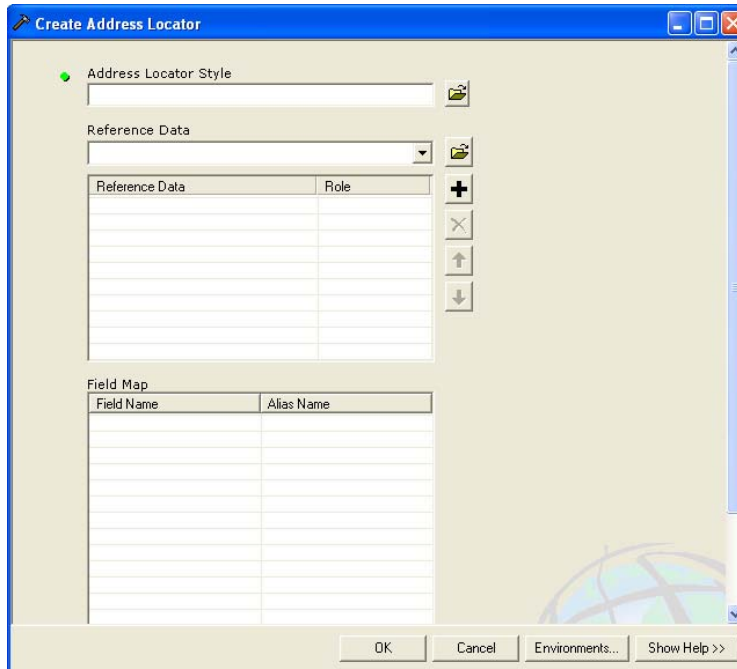 Create Address Locator
Address Locator Style
Reference Data
Reference Data Role
Field Map
Field Name Alias Name
OK Cancel Environments... Show Help >>